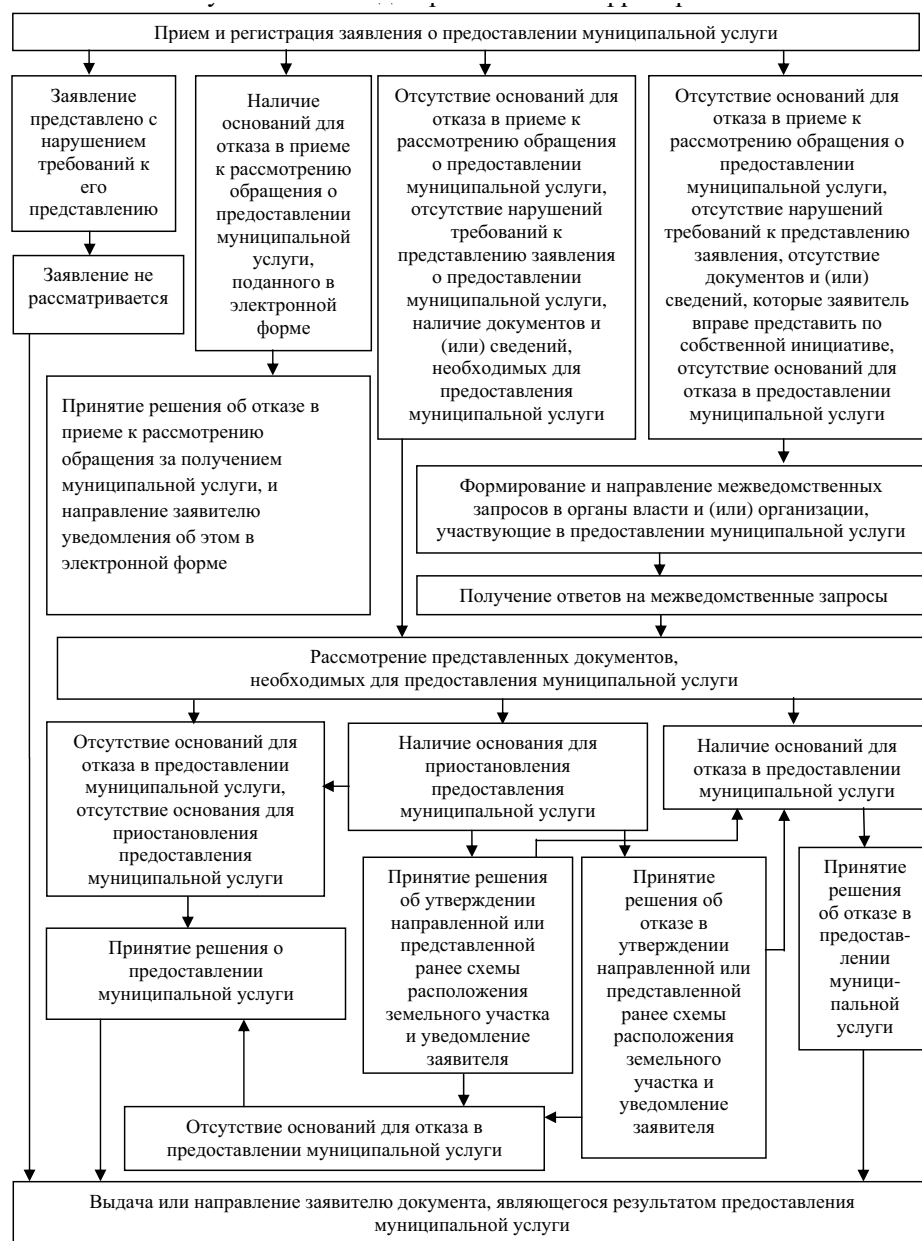 Прием и регистрация заявления о предоставлении муниципальной услуги
Заявление
представлено с
нарушением
требований к
его
представлению
Заявление не
рассматривается
Наличие
оснований для
отказа в приеме
к рассмотрению
обращения о
предоставлении
муниципальной
услуги,
поданного в
электронной
форме
Отсутствие оснований для
отказа в приеме к
рассмотрению обращения
о предоставлении
муниципальной услуги,
отсутствие нарушений
требований к
представлению заявления
о предоставлении
муниципальной услуги,
наличие документов и
(или) сведений,
необходимых для
предоставления
муниципальной услуги
Отсутствие оснований для
отказа в приеме к
рассмотрению обращения о
предоставлении
муниципальной услуги,
отсутствие нарушений
требований к представлению
заявления, отсутствие
документов и (или)
сведений, которые заявитель
вправе представить по
собственной инициативе,
отсутствие оснований для
отказа в предоставлении
муниципальной услуги
Принятие решения об отказе в
приеме к рассмотрению
обращения за получением
муниципальной услуги, и
направление заявителю
уведомления об этом в
электронной форме
Формирование и направление межведомственных
запросов в органы власти и (или) организации,
участвующие в предоставлении муниципальной услуги
Получение ответов на межведомственные запросы
Рассмотрение представленных документов,
необходимых для предоставления муниципальной услуги
Отсутствие оснований для
отказа в предоставлении
муниципальной услуги,
отсутствие основания для
приостановления
предоставления
муниципальной услуги
Наличие основания для
приостановления
предоставления
муниципальной услуги
Наличие оснований для
отказа в предоставлении
муниципальной услуги
Принятие решения о
предоставлении
муниципальной услуги
Принятие решения
об утверждении
направленной или
представленной
ранее схемы
расположения
земельного участка
и уведомление
заявителя
Принятие
решения об
отказе в
утверждении
направленной или
представленной
ранее схемы
расположения
земельного
участка и
уведомление
заявителя
Принятие
решения
об отказе в
предостав-
лении
муници-
пальной
услуги
Отсутствие оснований для отказа в
предоставлении муниципальной услуги
Выдача или направление заявителю документа, являющегося результатом предоставления
муниципальной услуги